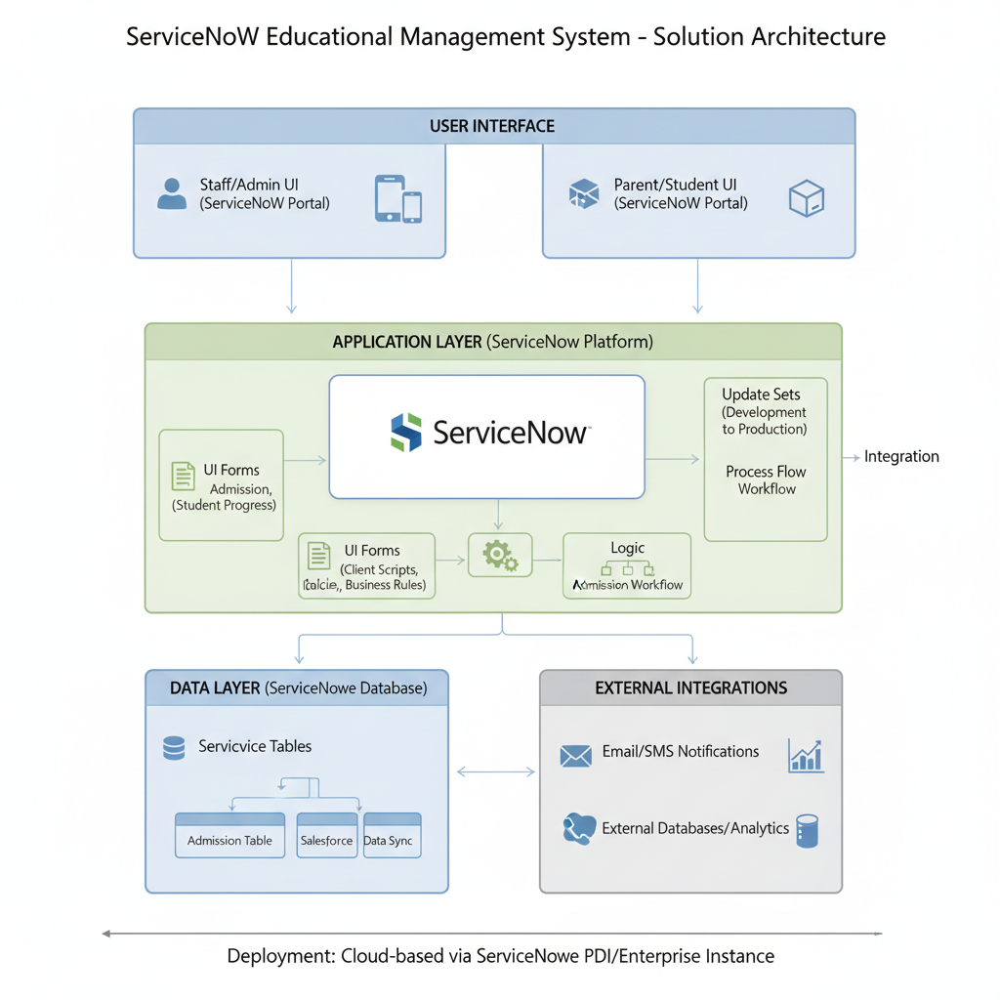 ServiceNoW Educational Management System - Solution Architecture
USER INTERFACE
Staff/Admin UI
(ServiceNoW Portal)
Parent/Student UI
(ServiceNoW Portal)
APPLICATION LAYER (ServiceNow Platform)
UI Forms
Admission,
(Student Progress)
ServiceNow
Update Sets
(Development
to Production)
Process Flow
Workflow
Integration
UI Forms
(Client Scripts,
Business Rules)
Logic
Admission Workflow
DATA LAYER (ServiceNowe Database)
Servicvice Tables
Admission Table
Salesforce
Data Sync
EXTERNAL INTEGRATIONS
Email/SMS Notifications
External Databases/Analytics
Deployment: Cloud-based via ServiceNowe PDI/Enterprise Instance